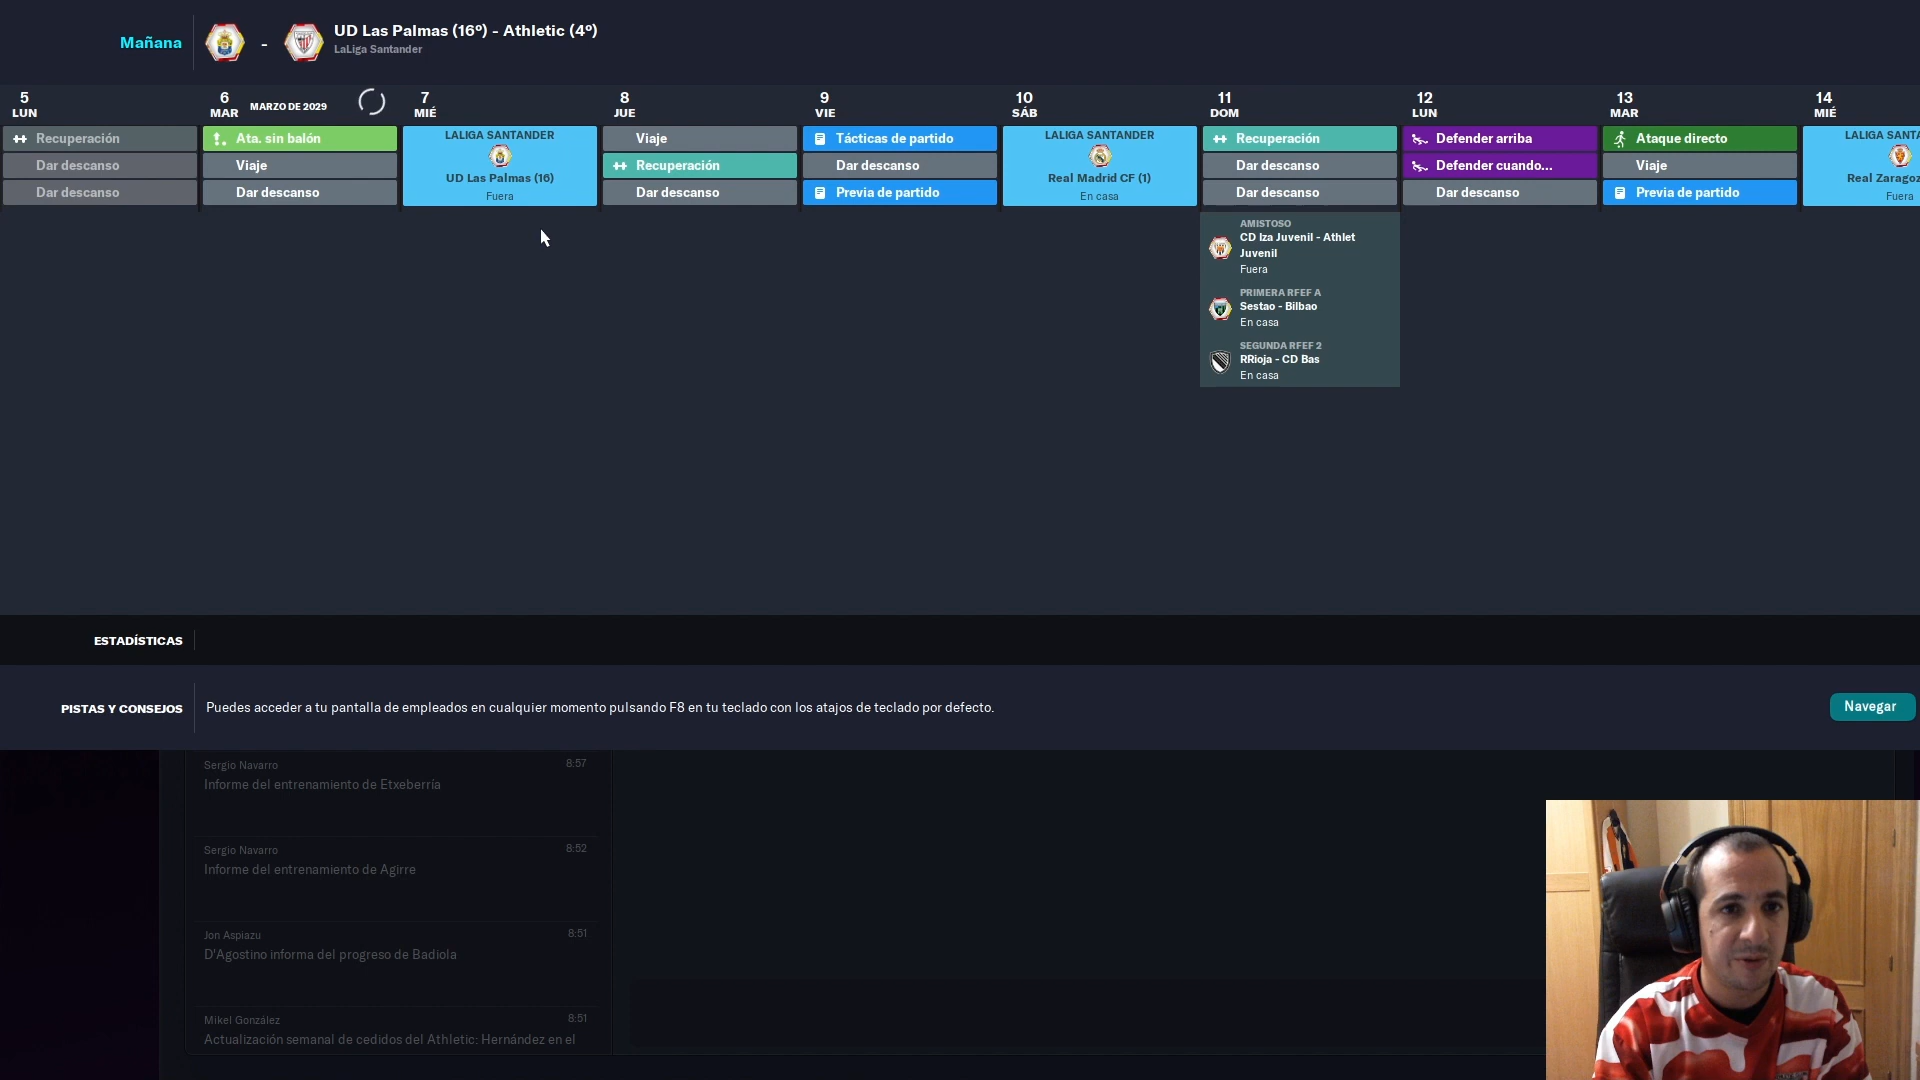 Mañana
-
UD Las Palmas (16º) - Athletic (4º)
LaLiga Santander
5
LUN
6
MAR
MARZO DE 2029
7
MIÉ
8
JUE
9
VIE
10
SÁB
11
DOM
12
LUN
13
MAR
14
MIÉ
Recuperación
Dar descanso
Dar descanso
Ata. sin balón
Viaje
Dar descanso
LALIGA SANTANDER
UD Las Palmas (16)
Fuera
Viaje
Recuperación
Dar descanso
Tácticas de partido
Dar descanso
Previa de partido
LALIGA SANTANDER
Real Madrid CF (1)
En casa
Recuperación
Dar descanso
Dar descanso
AMISTOSO
CD Iza Juvenil - Athlet
Juvenil
Fuera
PRIMERA RFEF A
Sestao - Bilbao
En casa
SEGUNDA RFEF 2
RRioja - CD Bas
En casa
Defender arriba
Defender cuando...
Dar descanso
Ataque directo
Viaje
Previa de partido
LALIGA SANTA
Real Zaragoz
Fuera
ESTADÍSTICAS
PISTAS Y CONSEJOS
Puedes acceder a tu pantalla de empleados en cualquier momento pulsando F8 en tu teclado con los atajos de teclado por defecto.
Navegar
Sergio Navarro 8:57
Informe del entrenamiento de Etxeberría
Sergio Navarro 8:52
Informe del entrenamiento de Agirre
Jon Aspiazu 8:51
D'Agostino informa del progreso de Badiola
Mikel González 8:51
Actualización semanal de cedidos del Athletic: Hernández en el